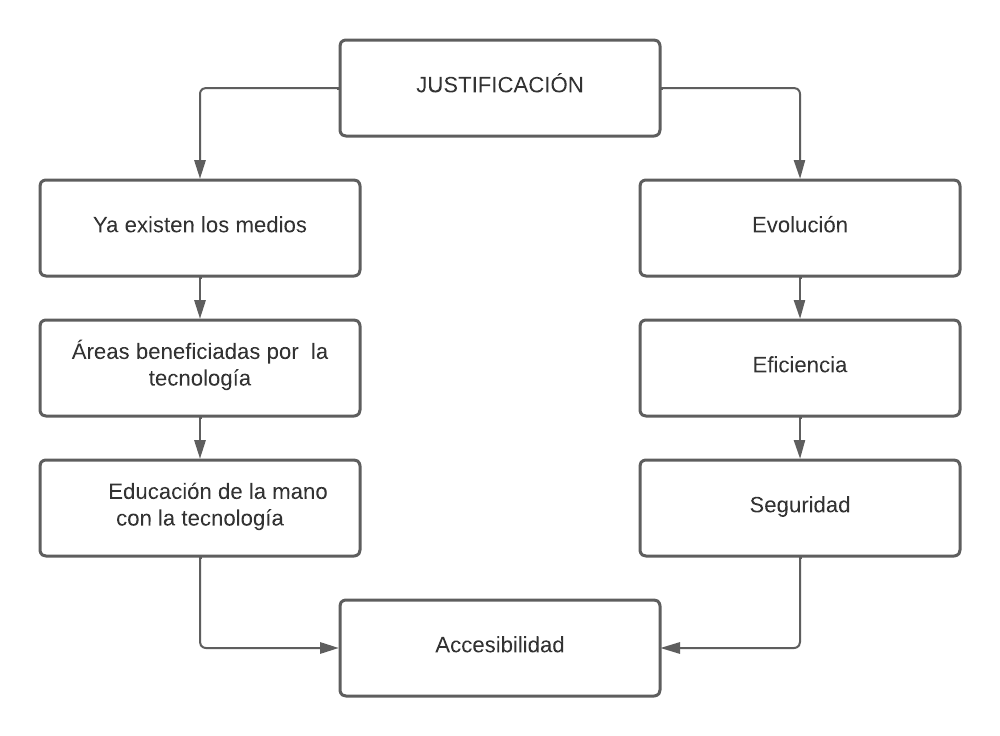 JUSTIFICACIÓN
Ya existen los medios
Áreas beneficiadas por  la
tecnología
Educación de la mano
con la tecnología
Evolución
Eficiencia
Seguridad
Accesibilidad